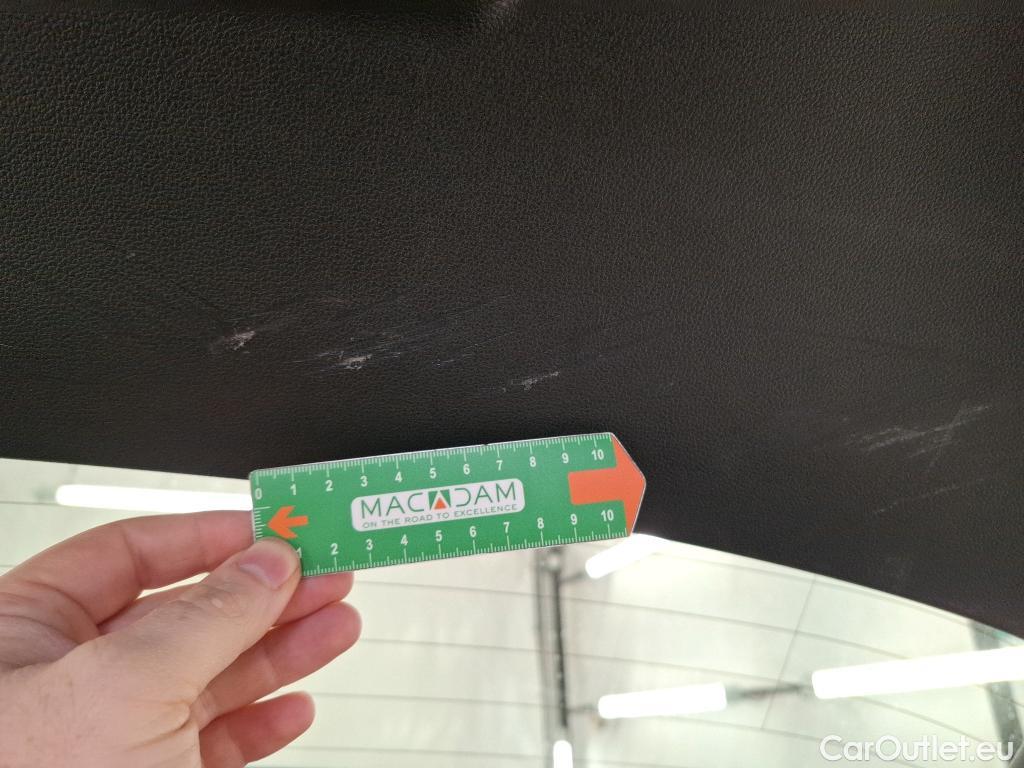 0 1 2 3 4 5 6 7 8 9 10
MACADAM
ON THE ROAD TO EXCELLENCE
1 2 3 4 5 6 7 8 9 10
CarOutlet.eu